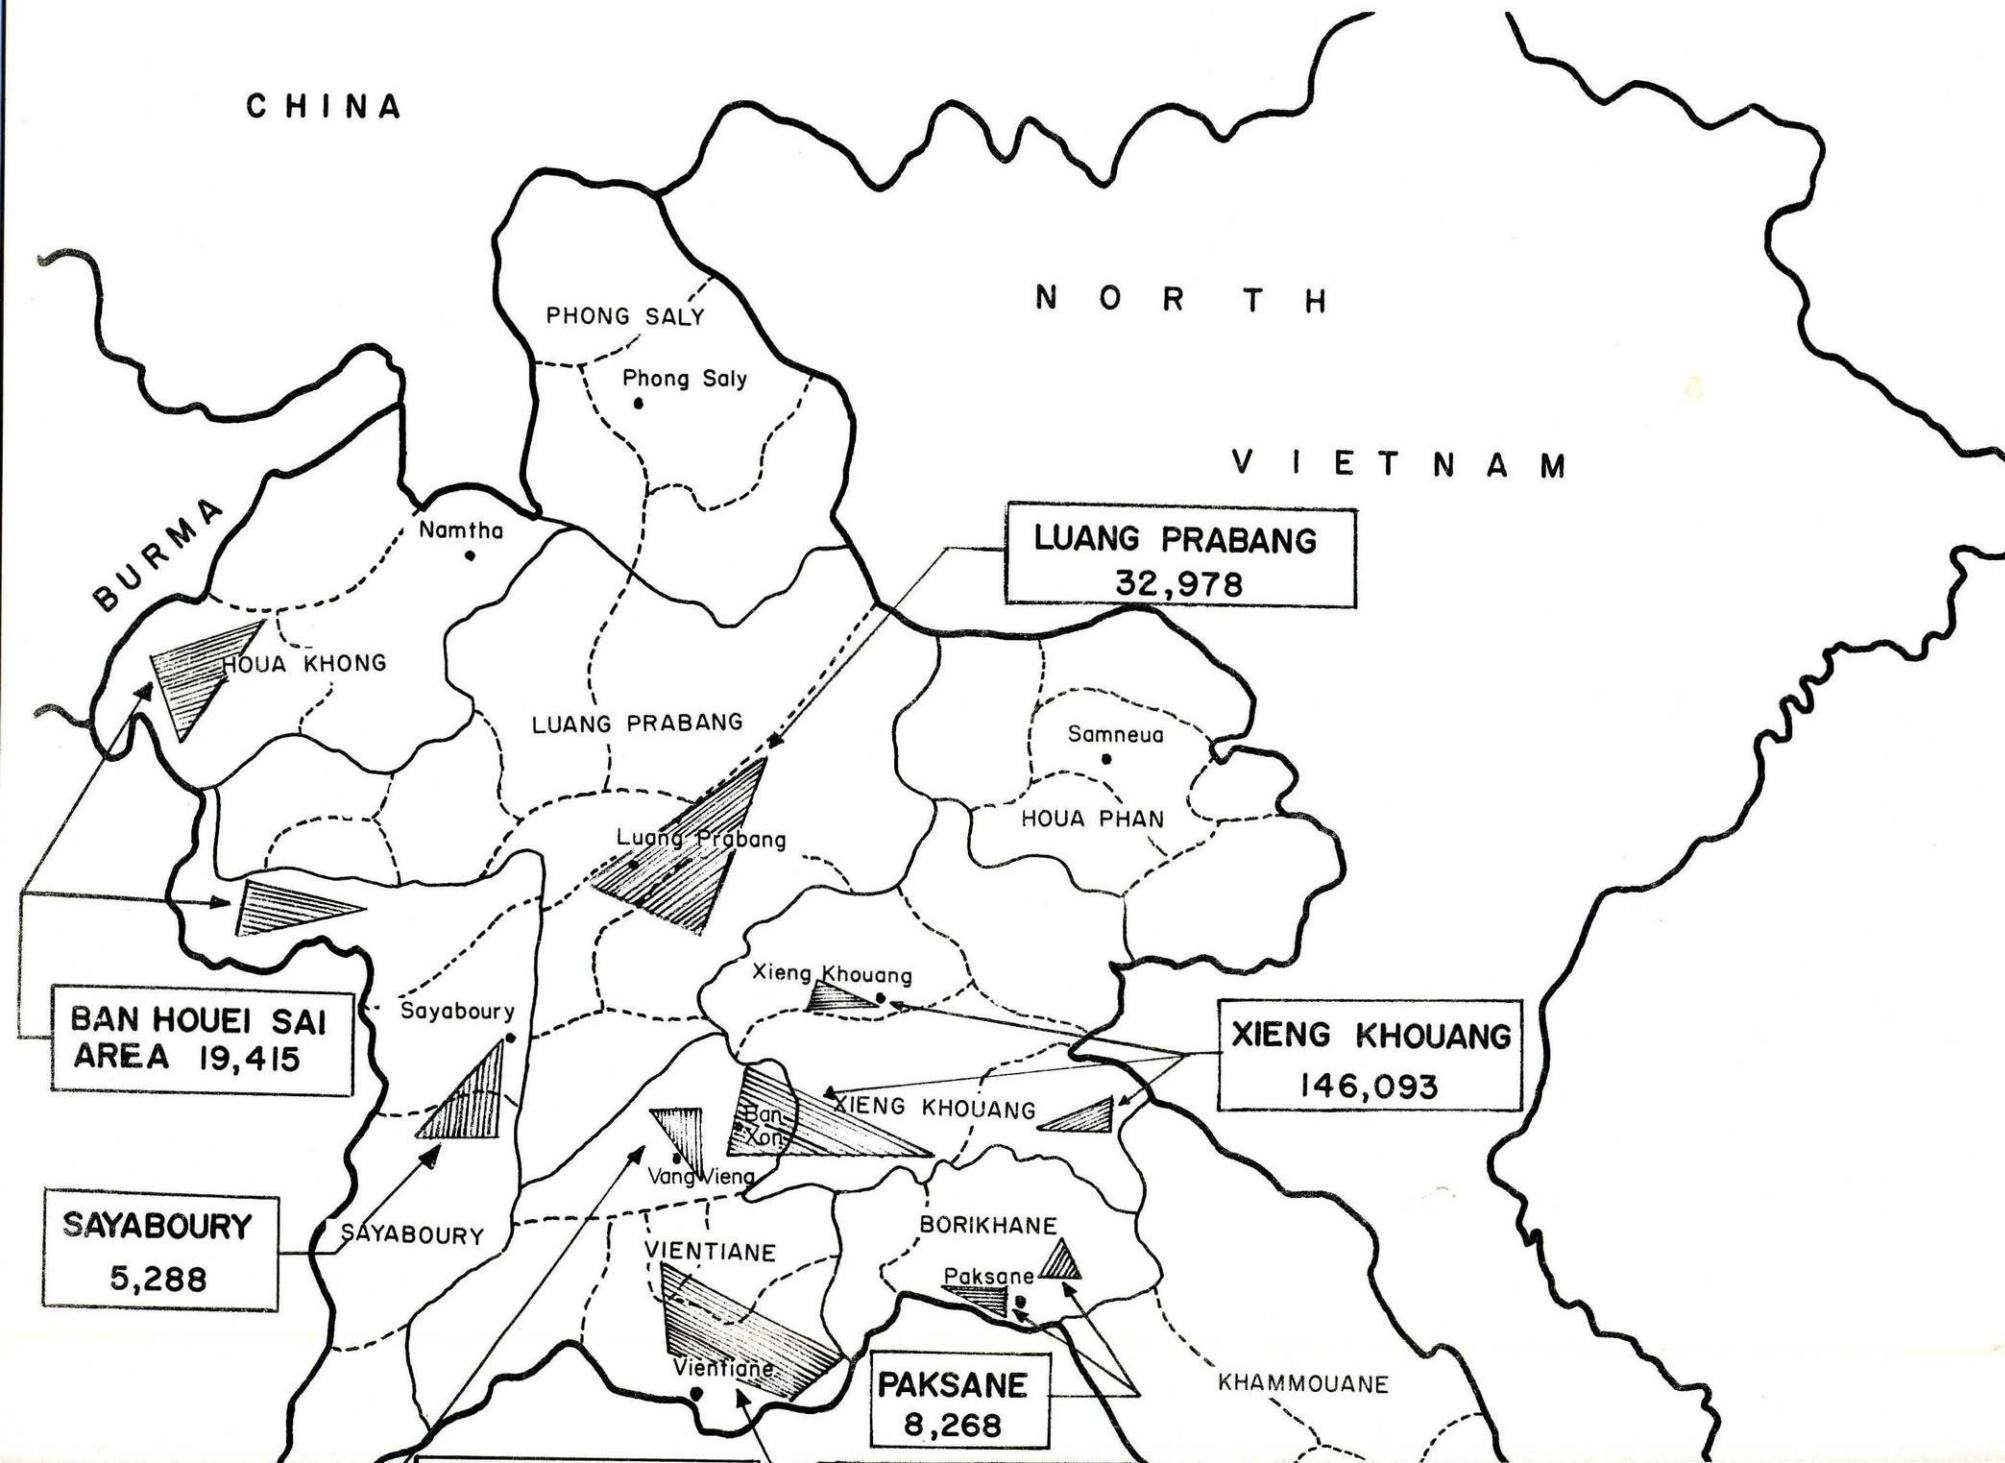 CHINA
NORTH
PHONG SALY
Phong Saly
VIETNAM
BURMA
Namtha
LUANG PRABANG
32,978
HOUA KHONG
LUANG PRABANG
Samneua
HOUA PHAN
Luang Prabang
Xieng Khouang
BAN HOUEI SAI
AREA 19,415
Sayaboury
XIENG KHOUANG
146,093
Ban
Xon
XIENG KHOUANG
Vang Vieng
SAYABOURY
5,288
SAYABOURY
VIENTIANE
BORIKHANE
Paksane
Vientiane
PAKSANE
8,268
KHAMMOUANE